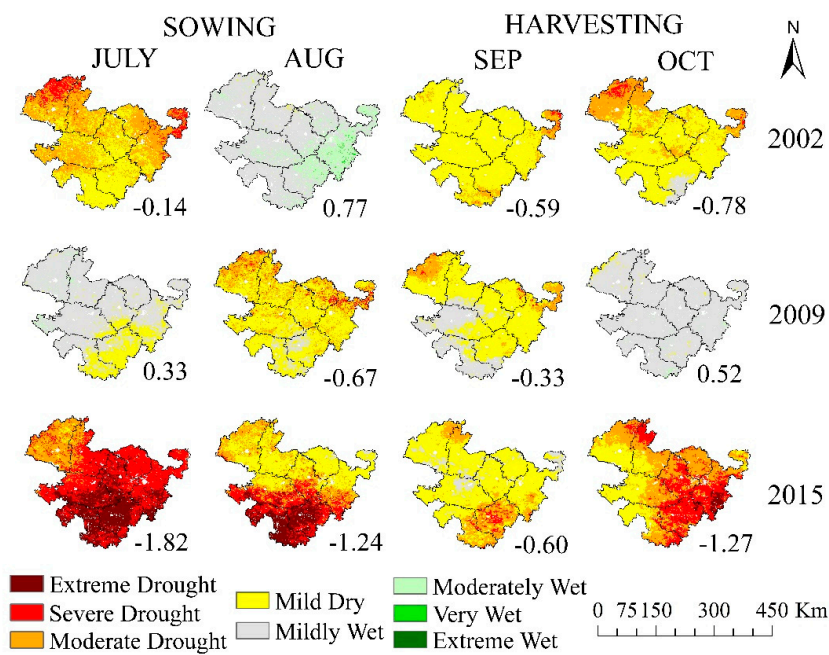 SOWING HARVESTING
JULY AUG SEP OCT
N
2002
-0.14 0.77 -0.59 -0.78
2009
0.33 -0.67 -0.33 0.52
2015
-1.82 -1.24 -0.60 -1.27
Extreme Drought
Severe Drought
Moderate Drought
Mild Dry
Mildly Wet
Moderately Wet
Very Wet
Extreme Wet
0 75 150 300 450 Km